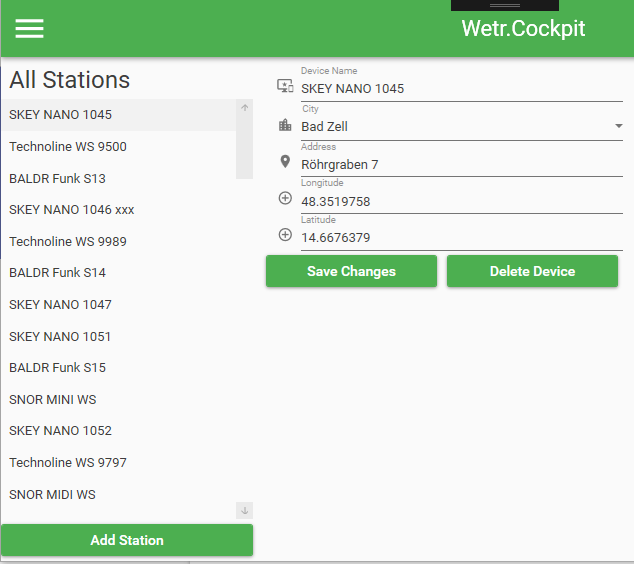 Wetr.Cockpit
All Stations
SKEY NANO 1045
Technoline WS 9500
BALDR Funk S13
SKEY NANO 1046 xxx
Technoline WS 9989
BALDR Funk S14
SKEY NANO 1047
SKEY NANO 1051
BALDR Funk S15
SNOR MINI WS
SKEY NANO 1052
Technoline WS 9797
SNOR MIDI WS
Add Station
Device Name
SKEY NANO 1045
City
Bad Zell
Address
Röhrgraben 7
Longitude
48.3519758
Latitude
14.6676379
Save Changes
Delete Device